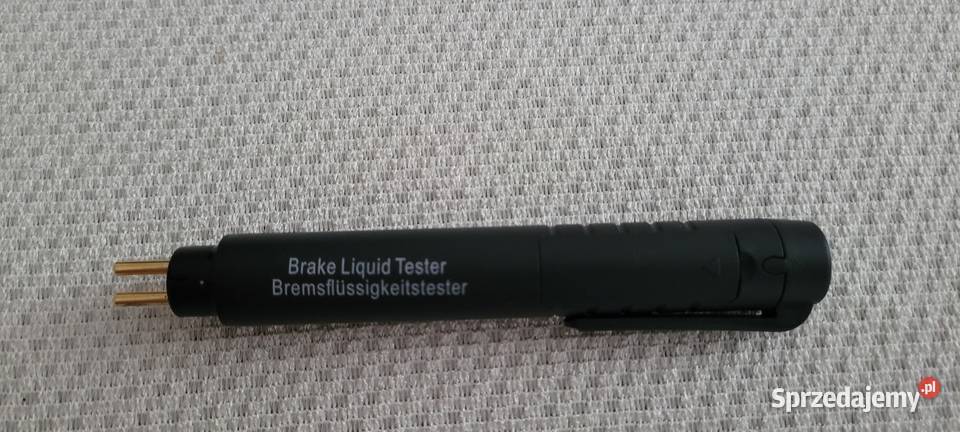 Brake Liquid Tester
Bremsflüssigkeitstester
Sprzedajemy.pl